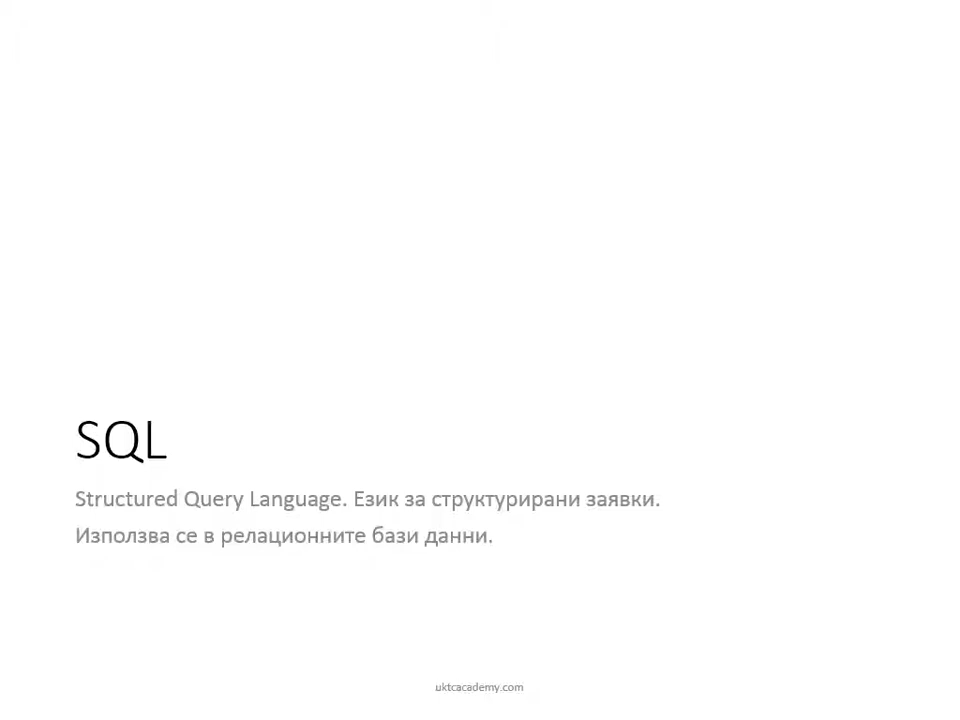 SQL
Structured Query Language. Език за структурирани заявки.
Използва се в релационните бази данни.
uktcacademy.com